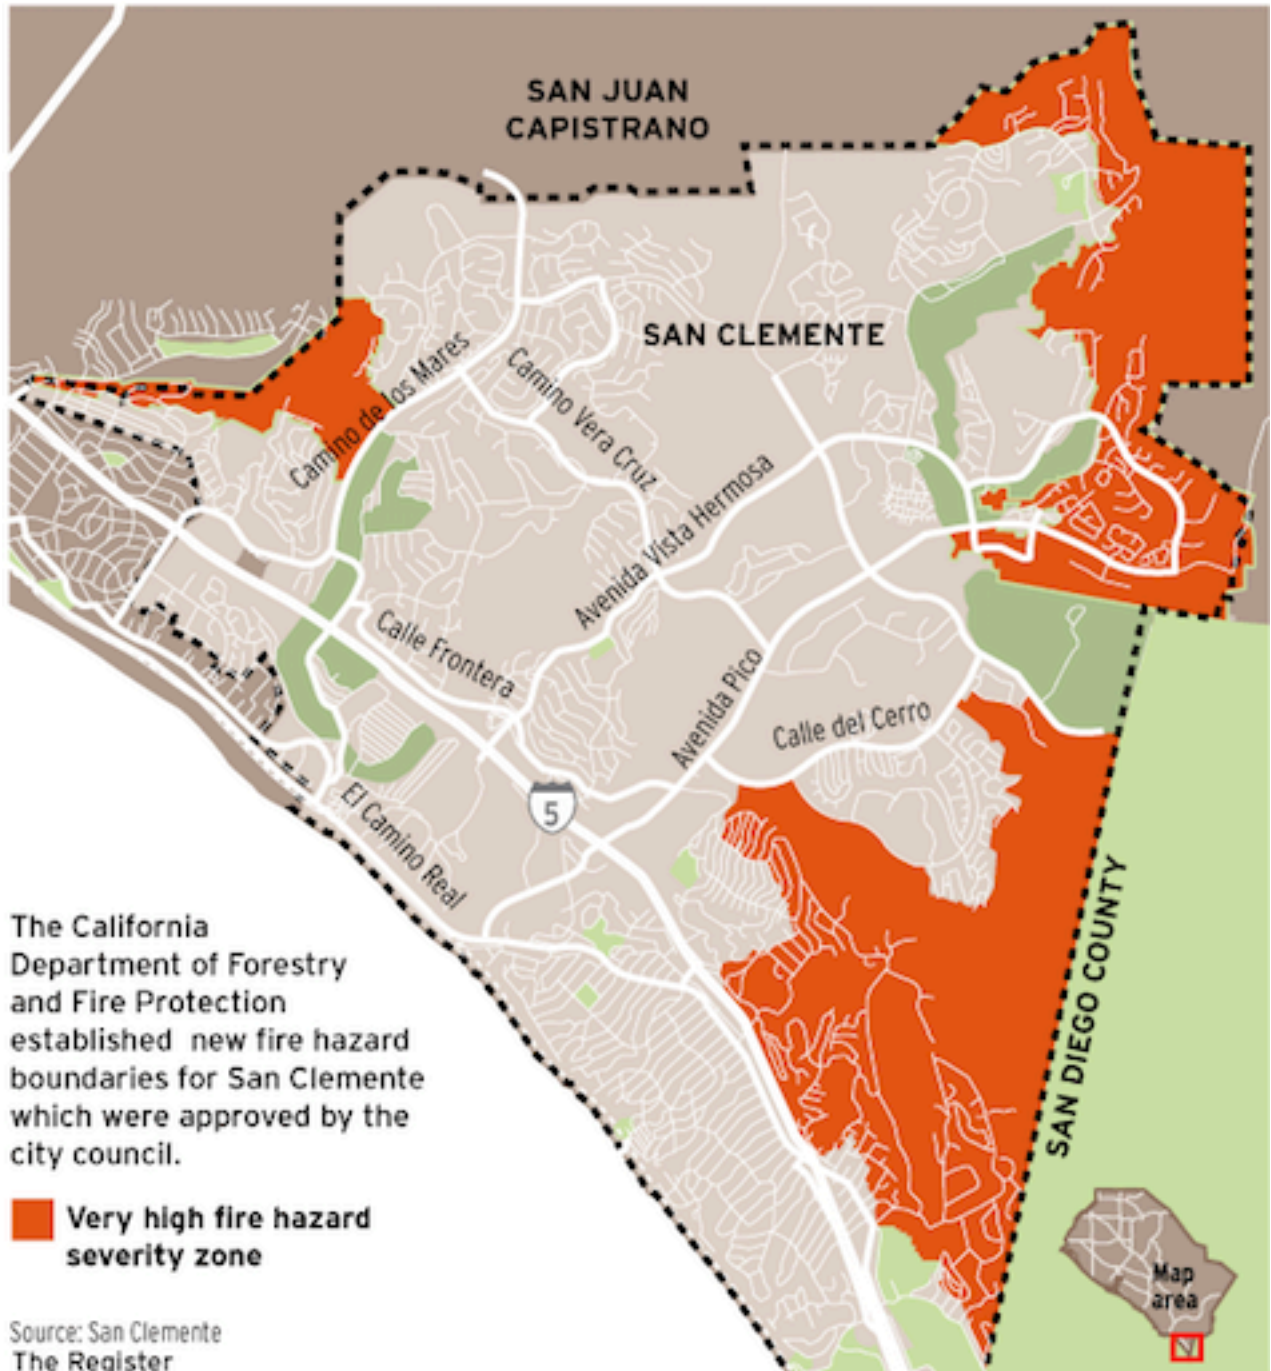 SAN JUAN
CAPISTRANO
SAN CLEMENTE
Camino de los Mares
Camino Vera Cruz
Avenida Vista Hermosa
Calle Frontera
Avenida Pico
Calle del Cerro
5
El Camino Real
SAN DIEGO COUNTY
The California
Department of Forestry
and Fire Protection
established new fire hazard
boundaries for San Clemente
which were approved by the
city council.
Very high fire hazard
severity zone
Map
area
Source: San Clemente
The Register